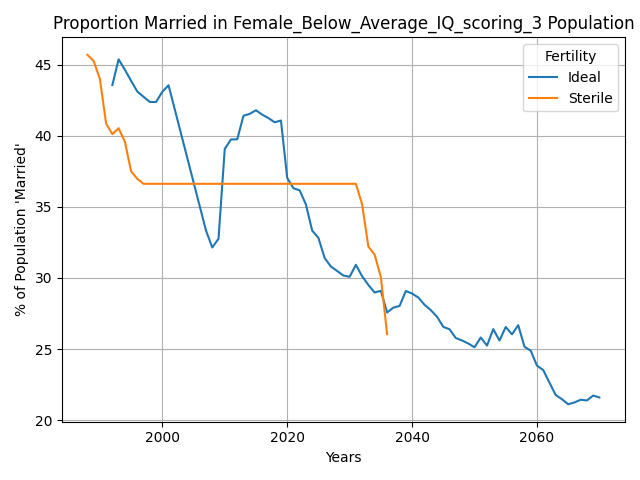 Proportion Married in Female_Below_Average_IQ_scoring_3 Population
Fertility
Ideal
Sterile
% of Population 'Married'
45
40
35
30
25
20
2000
2020
2040
2060
Years